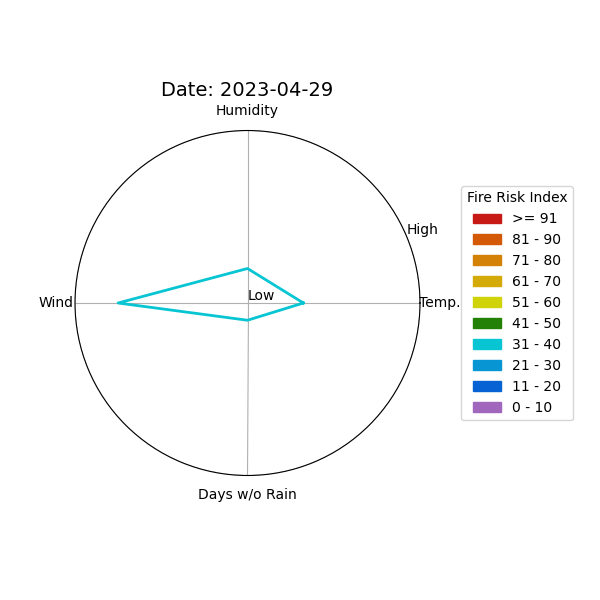 Date: 2023-04-29
Humidity
High
Low
Wind
Temp.
Days w/o Rain
Fire Risk Index
>= 91
81 - 90
71 - 80
61 - 70
51 - 60
41 - 50
31 - 40
21 - 30
11 - 20
0 - 10